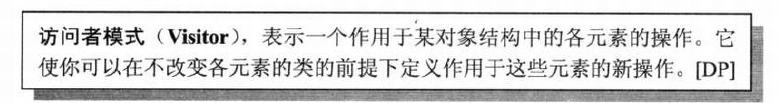 访问者模式（Visitor），表示一个作用于某对象结构中的各元素的操作。它
使你可以在不改变各元素的类的前提下定义作用于这些元素的新操作。[DP]